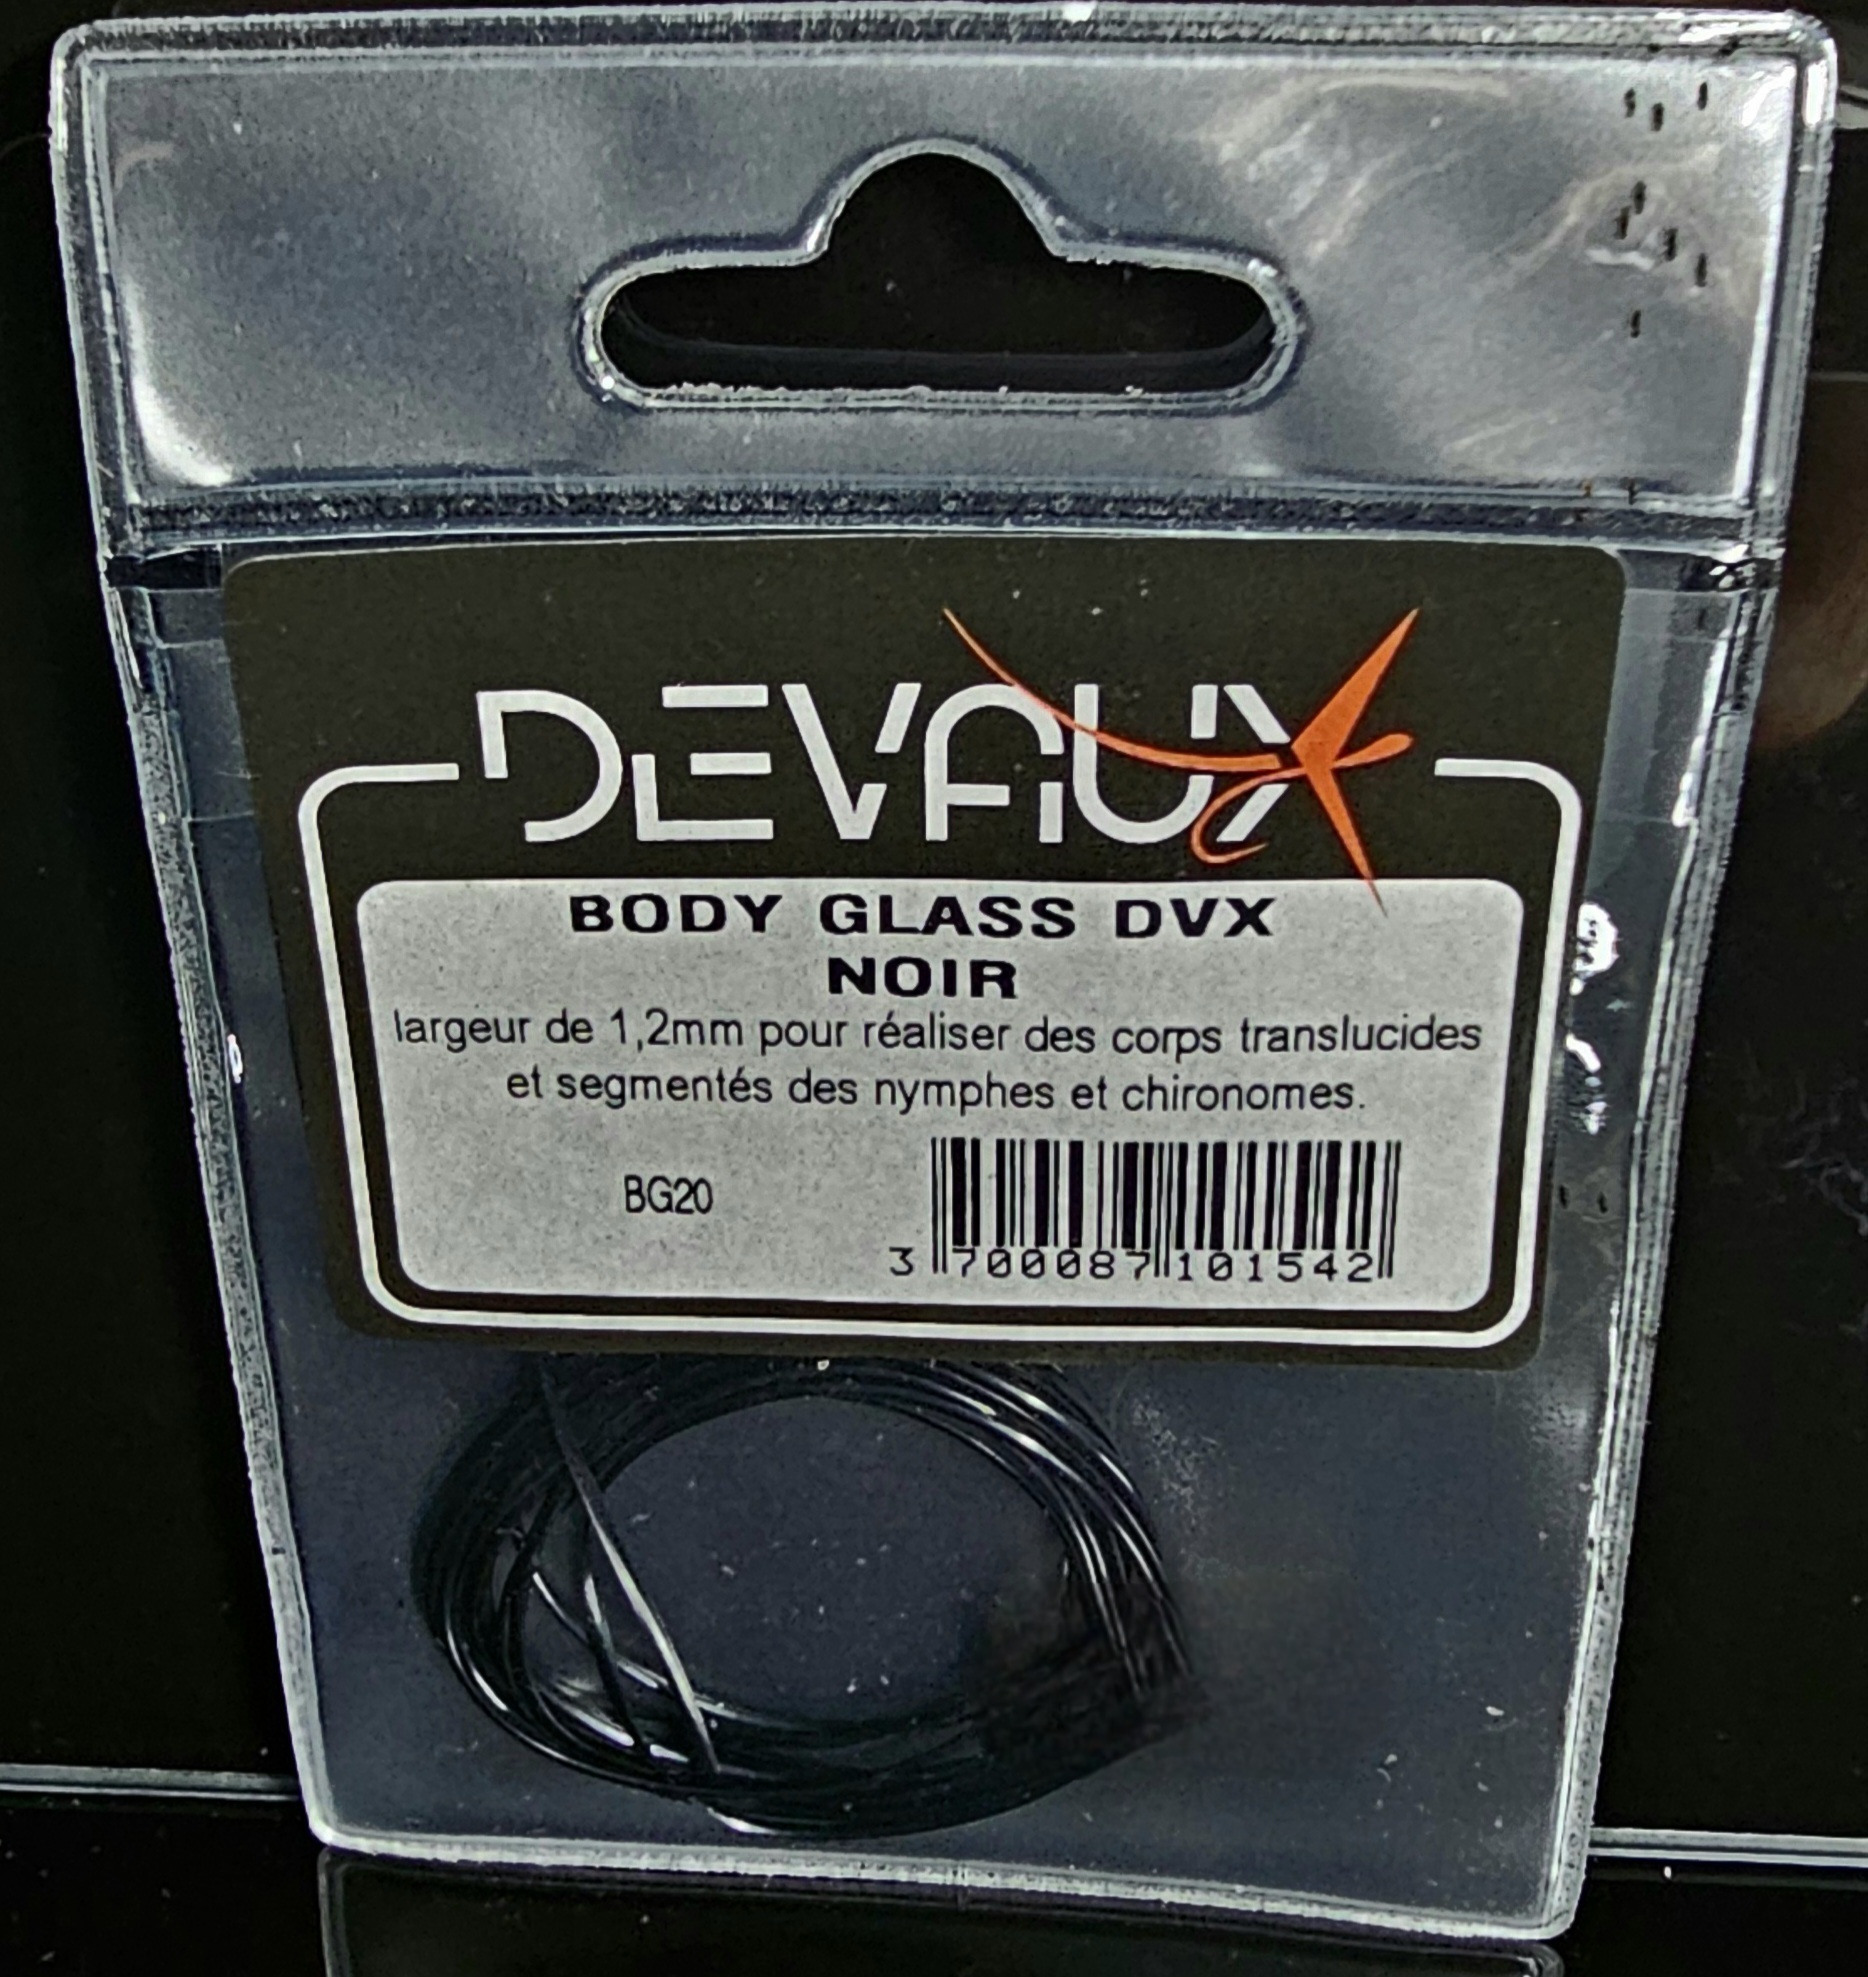 DEVAUX
BODY GLASS DVX
NOIR
largeur de 1,2mm pour réaliser des corps translucides
et segmentés des nymphes et chironomes.
BG20
3 700087 101542